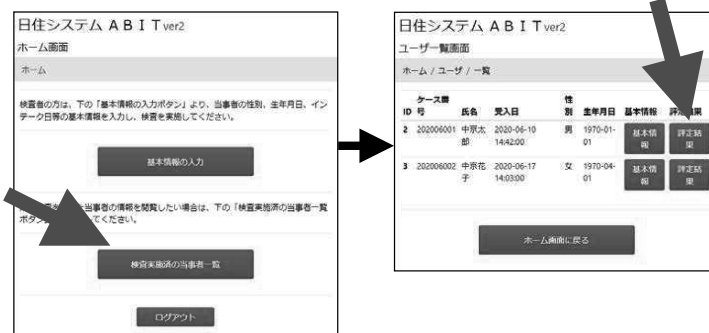 日住システム ＡＢＩＴver2
ホーム画面
ホーム
検査者の方は、下の「基本情報の入力ボタン」より、当事者の性別、生年月日、イン
テーク日等の基本情報を入力し、検査を実施してください。
基本情報の入力
当事者の情報を閲覧したい場合は、下の「検査実施済の当事者一覧
ボタン
てください。
検査実施済の当事者一覧
ログアウト
日住システム ＡＢＩＴver2
ユーザ一覧画面
ホーム / ユーザ / 一覧
ID ケース番号 氏名 受入日 性別 生年月日 基本情報 評定結果
2 202006001 中京太郎 2020-06-10 14:42:00 男 1970-01-01 基本情報 評定結果
3 202006002 中京花子 2020-06-17 14:03:00 女 1970-04-01 基本情報 評定結果
ホーム画面に戻る